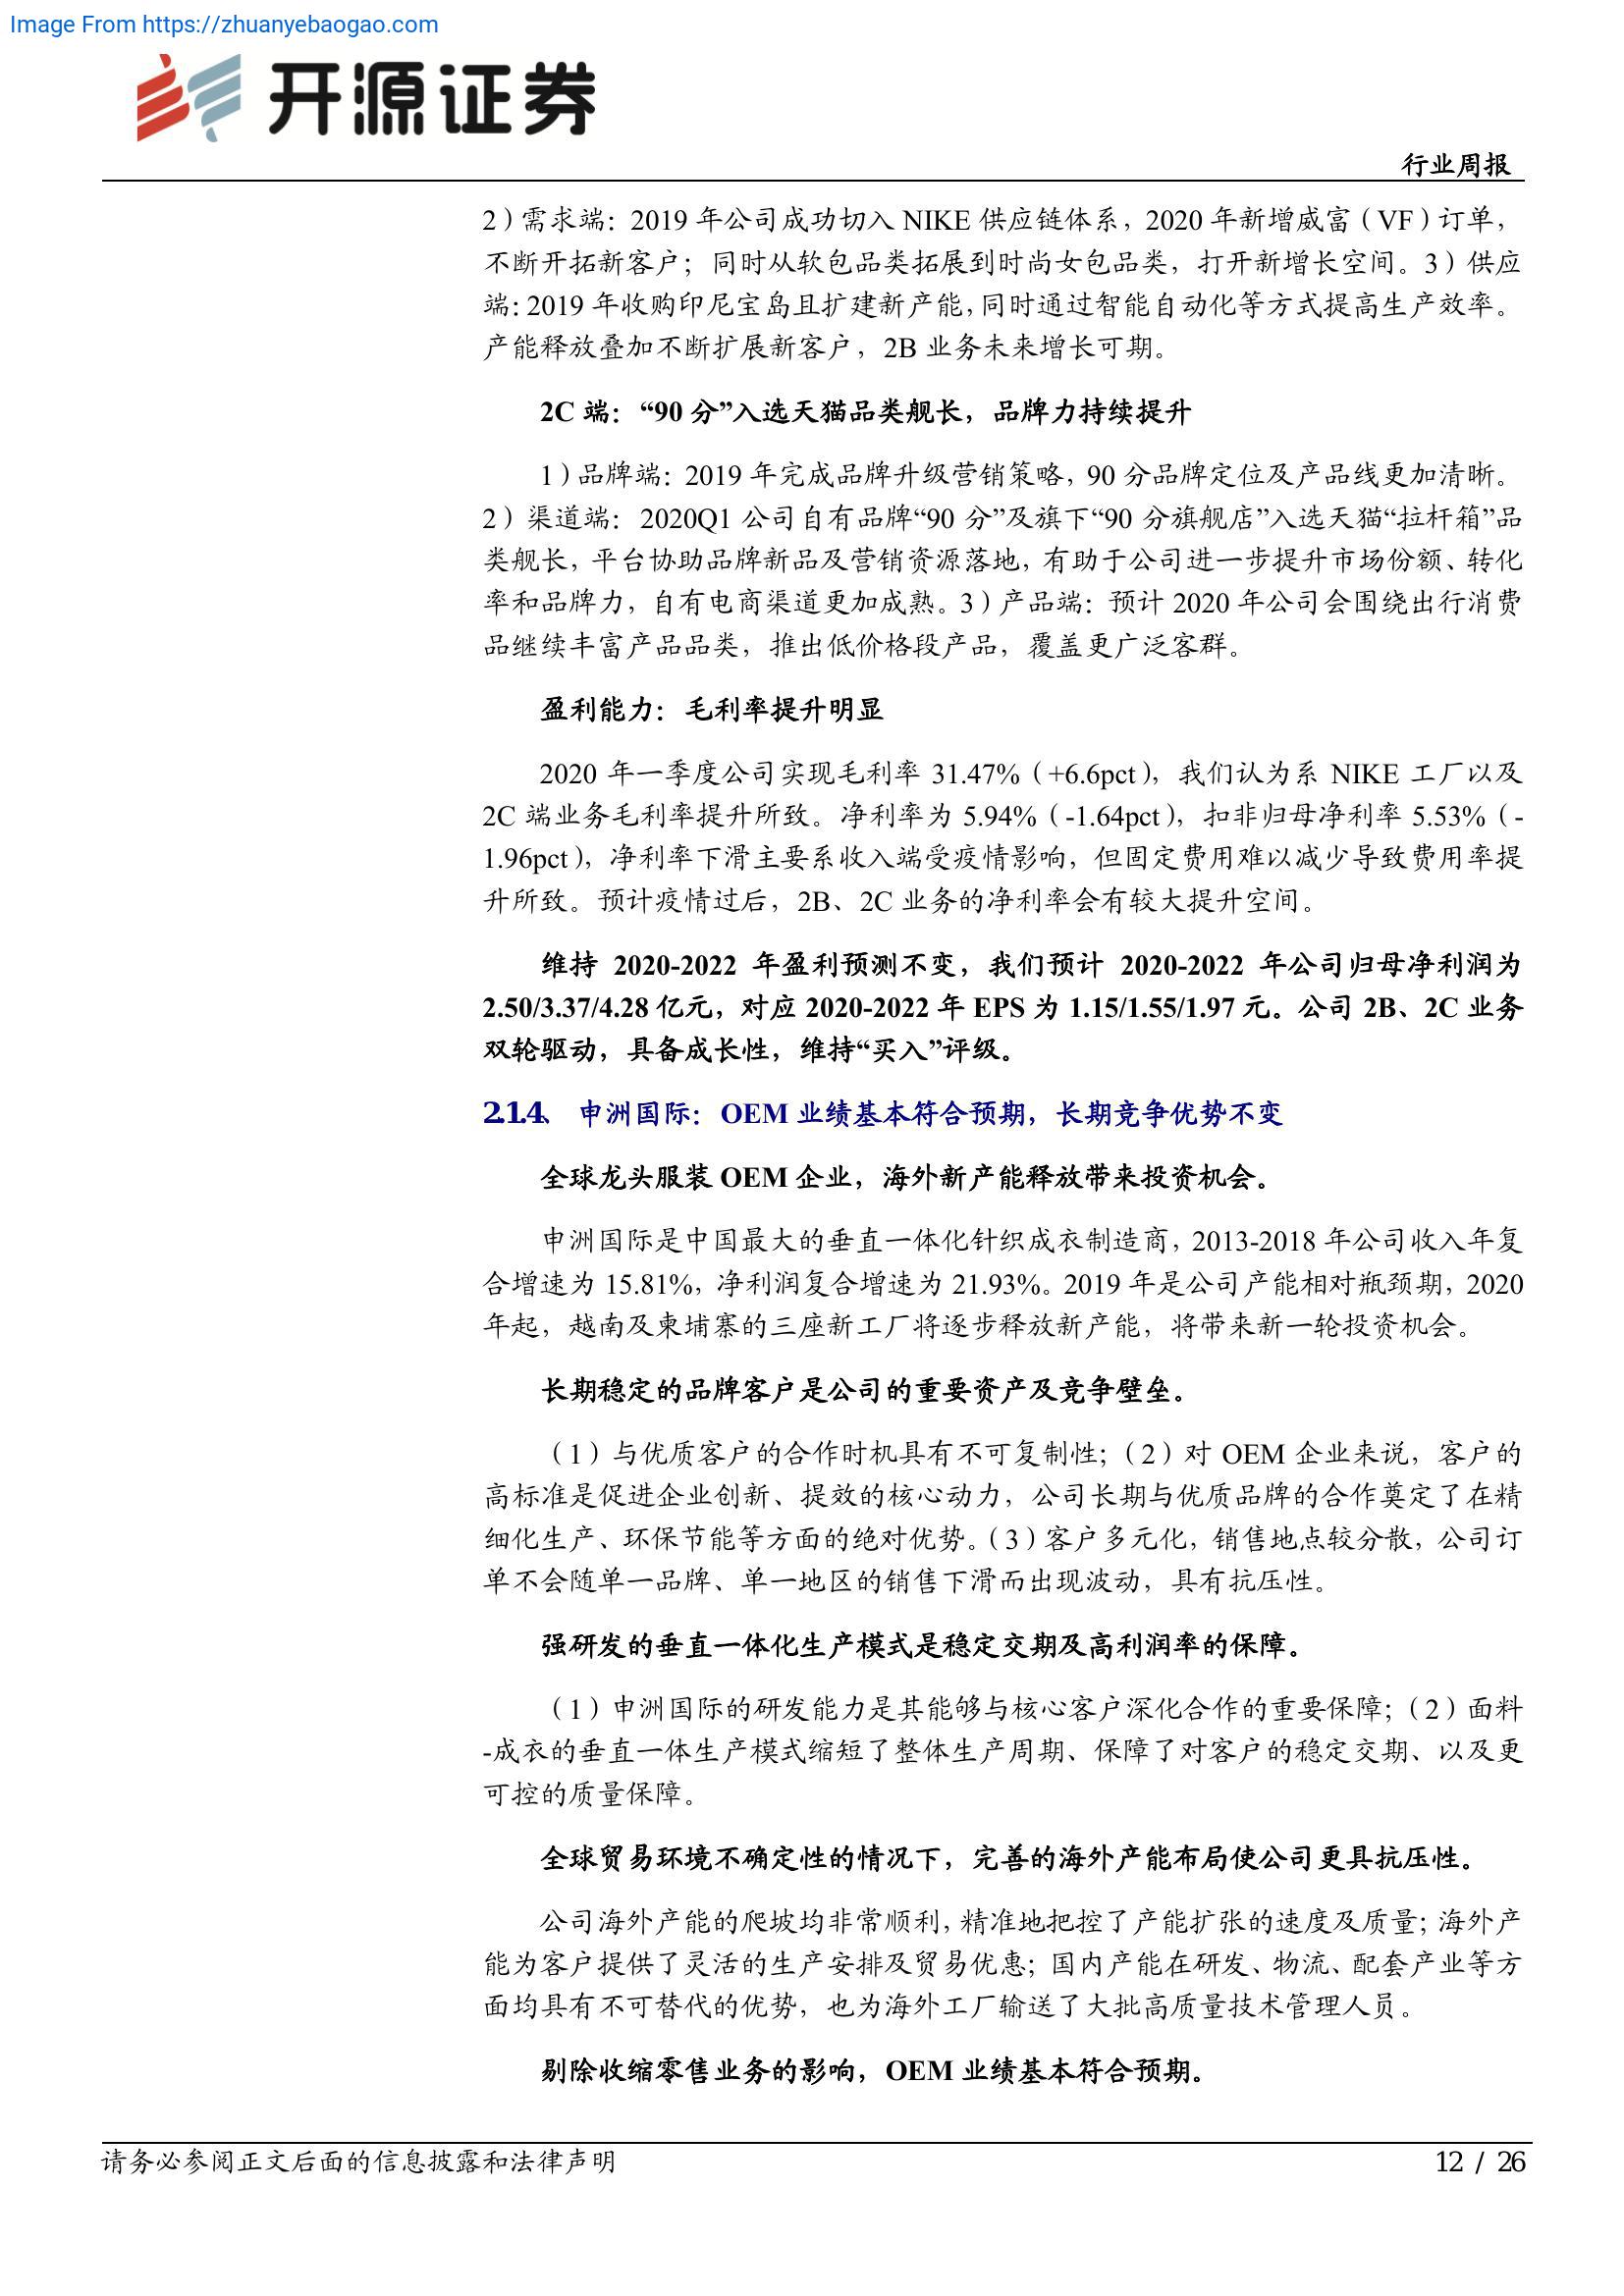 Image From https://zhuanyebaogao.com
开源证券
行业周报
2）需求端：2019 年公司成功切入 NIKE 供应链体系，2020 年新增威富（VF）订单，
不断开拓新客户；同时从软包品类拓展到时尚女包品类，打开新增长空间。3）供应
端：2019 年收购印尼宝岛且扩建新产能，同时通过智能自动化等方式提高生产效率。
产能释放叠加不断扩展新客户，2B 业务未来增长可期。
2C 端：“90 分”入选天猫品类舰长，品牌力持续提升
1）品牌端：2019 年完成品牌升级营销策略，90 分品牌定位及产品线更加清晰。
2）渠道端：2020Q1 公司自有品牌“90 分”及旗下“90 分旗舰店”入选天猫“拉杆箱”品
类舰长，平台协助品牌新品及营销资源落地，有助于公司进一步提升市场份额、转化
率和品牌力，自有电商渠道更加成熟。3）产品端：预计 2020 年公司会围绕出行消费
品继续丰富产品品类，推出低价格段产品，覆盖更广泛客群。
盈利能力：毛利率提升明显
2020 年一季度公司实现毛利率 31.47%（+6.6pct），我们认为系 NIKE 工厂以及
2C 端业务毛利率提升所致。净利率为 5.94%（-1.64pct），扣非归母净利率 5.53%（-
1.96pct），净利率下滑主要系收入端受疫情影响，但固定费用难以减少导致费用率提
升所致。预计疫情过后，2B、2C 业务的净利率会有较大提升空间。
维持 2020-2022 年盈利预测不变，我们预计 2020-2022 年公司归母净利润为
2.50/3.37/4.28 亿元，对应 2020-2022 年 EPS 为 1.15/1.55/1.97 元。公司 2B、2C 业务
双轮驱动，具备成长性，维持“买入”评级。
2.1.4、 申洲国际：OEM 业绩基本符合预期，长期竞争优势不变
全球龙头服装 OEM 企业，海外新产能释放带来投资机会。
申洲国际是中国最大的垂直一体化针织成衣制造商，2013-2018 年公司收入年复
合增速为 15.81%，净利润复合增速为 21.93%。2019 年是公司产能相对瓶颈期，2020
年起，越南及柬埔寨的三座新工厂将逐步释放新产能，将带来新一轮投资机会。
长期稳定的品牌客户是公司的重要资产及竞争壁垒。
（1）与优质客户的合作时机具有不可复制性；（2）对 OEM 企业来说，客户的
高标准是促进企业创新、提效的核心动力，公司长期与优质品牌的合作奠定了在精
细化生产、环保节能等方面的绝对优势。（3）客户多元化，销售地点较分散，公司订
单不会随单一品牌、单一地区的销售下滑而出现波动，具有抗压性。
强研发的垂直一体化生产模式是稳定交期及高利润率的保障。
（1）申洲国际的研发能力是其能够与核心客户深化合作的重要保障；（2）面料
-成衣的垂直一体生产模式缩短了整体生产周期、保障了对客户的稳定交期、以及更
可控的质量保障。
全球贸易环境不确定性的情况下，完善的海外产能布局使公司更具抗压性。
公司海外产能的爬坡均非常顺利，精准地把控了产能扩张的速度及质量；海外产
能为客户提供了灵活的生产安排及贸易优惠；国内产能在研发、物流、配套产业等方
面均具有不可替代的优势，也为海外工厂输送了大批高质量技术管理人员。
剔除收缩零售业务的影响，OEM 业绩基本符合预期。
请务必参阅正文后面的信息披露和法律声明
12 / 26